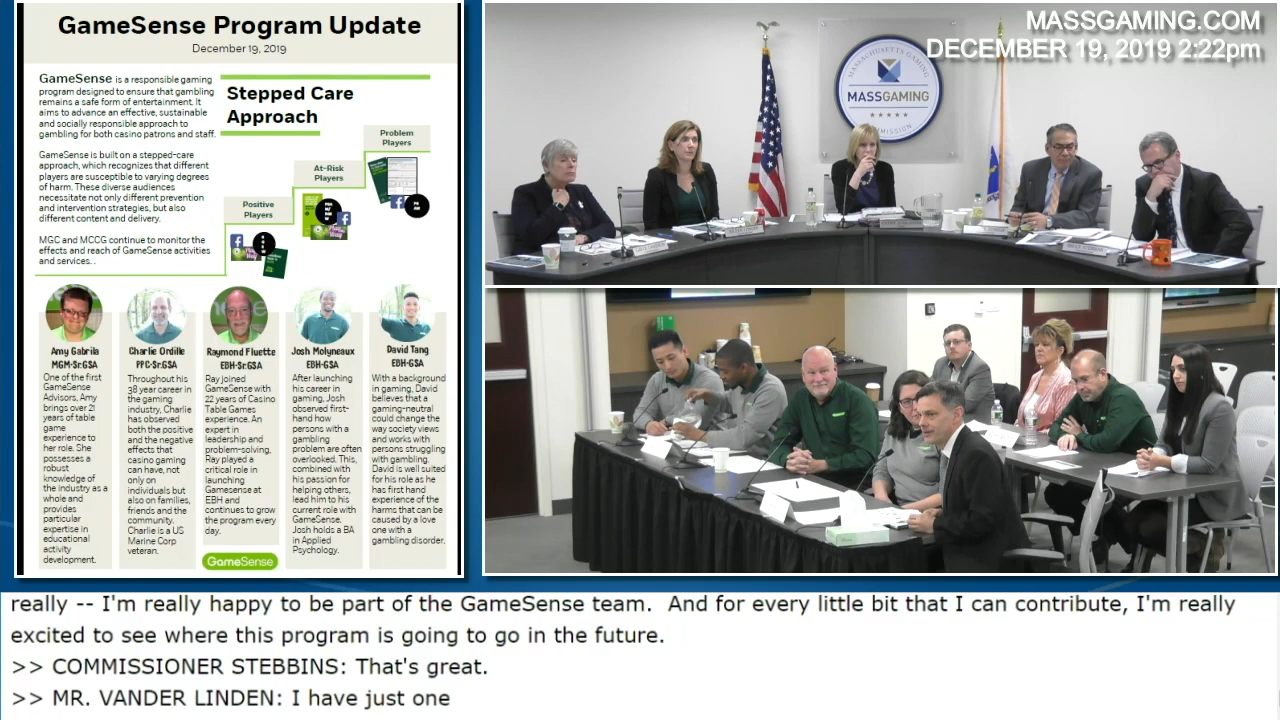 GameSense Program Update
December 19, 2019
GameSense is a responsible gaming
program designed to ensure that gambling
remains a safe form of entertainment. It
aims to advance an effective, sustainable
and socially responsible approach to
gambling for both casino patrons and staff.
GameSense is built on a stepped-care
approach, which recognizes that different
players are susceptible to varying degrees
of harm. These diverse audiences
necessitate not only different prevention
and intervention strategies, but also
different content and delivery.
MGC and MCCG continue to monitor the
effects and reach of GameSense activities
and services. .
Stepped Care
Approach
Problem
Players
At-Risk
Players
Positive
Players
Amy Gabrila
MGM-Sr.GSA
One of the first
GameSense
Advisors, Amy
brings over 21
years of table
game
experience to
her role. She
possesses a
robust
knowledge of
the industry as a
whole and
provides
particular
expertise in
educational
activity
development.
Charlie Ordille
PPC-Sr.GSA
Throughout his
38 year career in
the gaming
industry, Charlie
has observed
both the positive
and the negative
effects that
casino gaming
can have, not
only on
individuals but
also on families,
friends and the
community.
Charlie is a US
Marine Corp
veteran.
Raymond Fluette
EBH-Sr.GSA
Ray joined
GameSense with
22 years of Casino
Table Games
experience. An
expert in
leadership and
problem-solving,
Ray played a
critical role in
launching
Gamesense at
EBH and
continues to grow
the program every
day.
GameSense
Josh Molyneaux
EBH-GSA
After launching
his career in
gaming, Josh
observed first-
hand how
persons with a
gambling
problem are often
overlooked. This,
combined with
his passion for
helping others,
lead him to his
current role with
GameSense.
Josh holds a BA
in Applied
Psychology.
David Tang
EBH-GSA
With a background
in gaming, David
believes that a
gaming-neutral
could change the
way society views
and works with
persons struggling
with gambling.
David is well suited
for his role as he
has first hand
experience of the
harms that can be
caused by a love
one with a
gambling disorder.
MASSGAMING.COM
DECEMBER 19, 2019 2:22pm
MASSACHUSETTS GAMING
MASSGAMING
COMMISSION
really -- I'm really happy to be part of the GameSense team. And for every little bit that I can contribute, I'm really
excited to see where this program is going to go in the future.
>> COMMISSIONER STEBBINS: That's great.
>> MR. VANDER LINDEN: I have just one